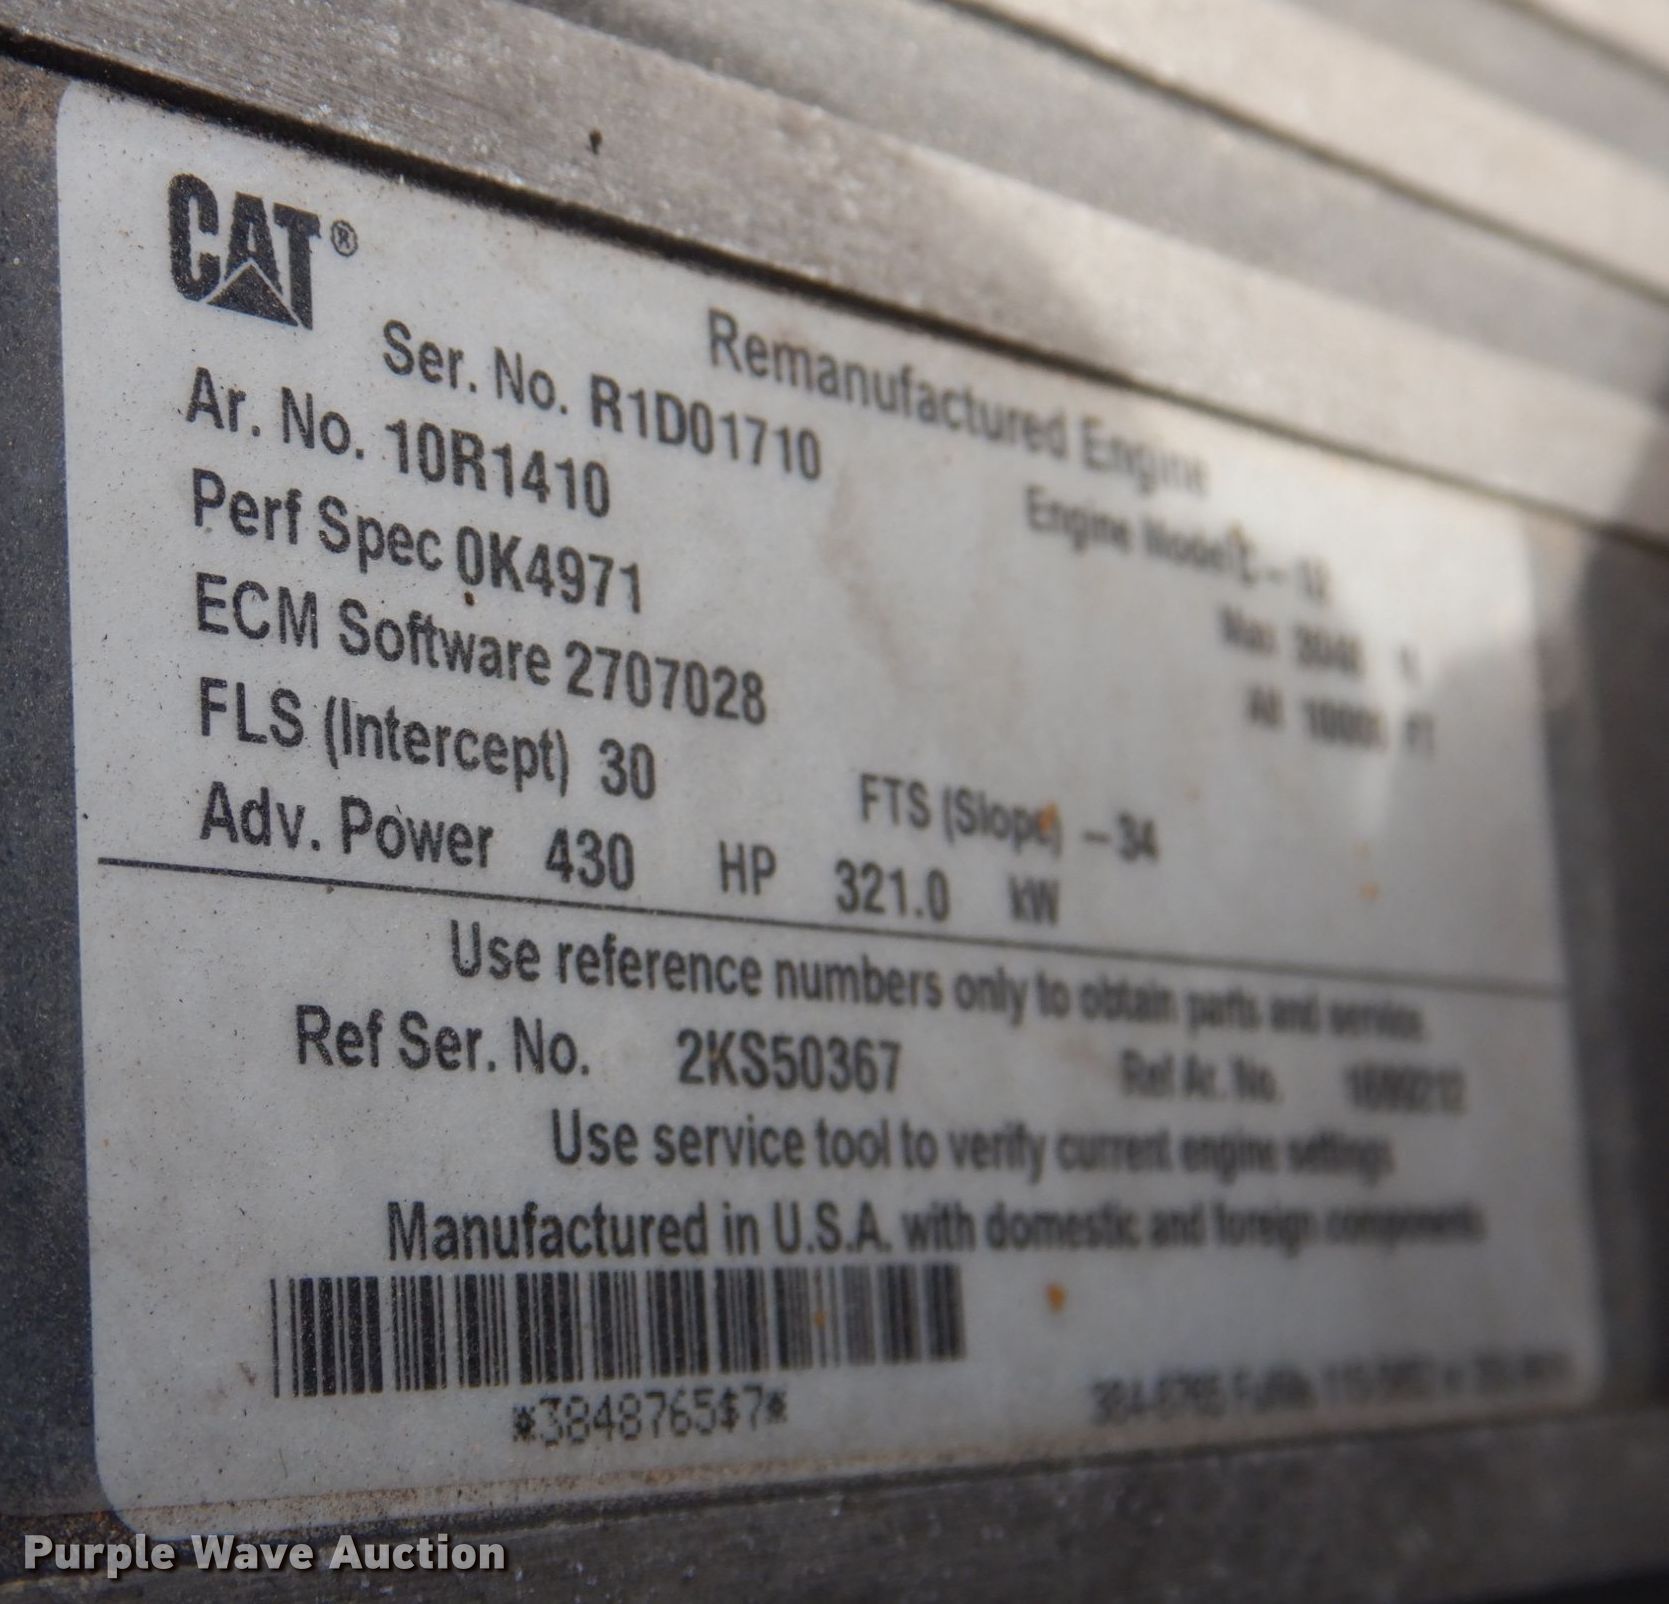 CAT®
Remanufactured Engine
Ser. No. R1D01710
Engine Model C-12
Ar. No. 10R1410
Perf Spec 0K4971
ECM Software 2707028
FLS (Intercept) 30
FTS (Slope) -34
Adv. Power 430 HP 321.0 kW
Use reference numbers only to obtain parts and service.
Ref Ser. No. 2KS50367 Ref Ar. No.
Use service tool to verify current engine settings
Manufactured in U.S.A. with domestic and foreign components
*3848765$7*
Purple Wave Auction